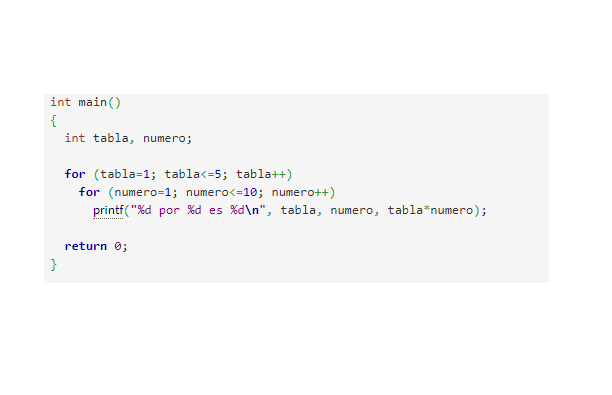 int main()
{
int tabla, numero;
for (tabla=1; tabla<=5; tabla++)
for (numero=1; numero<=10; numero++)
printf("%d por %d es %d\n", tabla, numero, tabla*numero);
return 0;
}